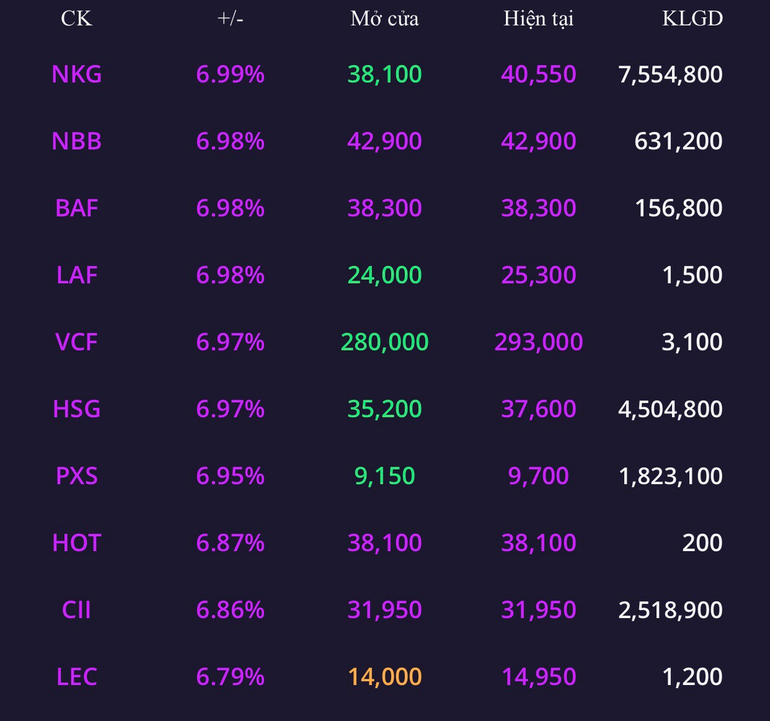 CK +/- Mở cửa Hiện tại KLGD
NKG 6.99% 38,100 40,550 7,554,800
NBB 6.98% 42,900 42,900 631,200
BAF 6.98% 38,300 38,300 156,800
LAF 6.98% 24,000 25,300 1,500
VCF 6.97% 280,000 293,000 3,100
HSG 6.97% 35,200 37,600 4,504,800
PXS 6.95% 9,150 9,700 1,823,100
HOT 6.87% 38,100 38,100 200
CII 6.86% 31,950 31,950 2,518,900
LEC 6.79% 14,000 14,950 1,200